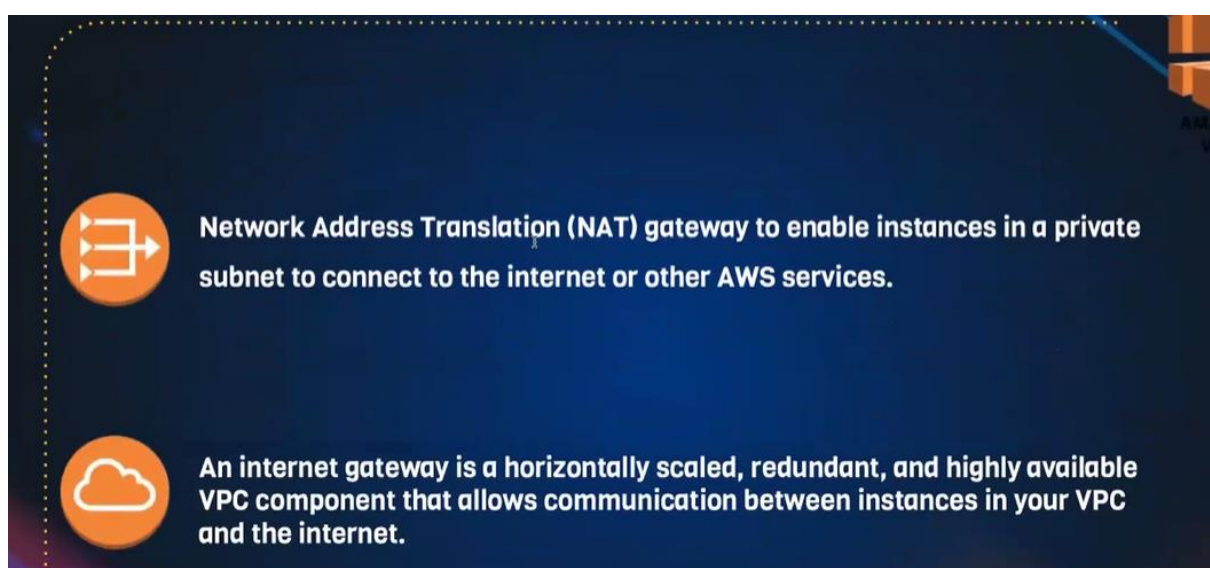 Network Address Translation (NAT) gateway to enable instances in a private
subnet to connect to the internet or other AWS services.
An internet gateway is a horizontally scaled, redundant, and highly available
VPC component that allows communication between instances in your VPC
and the internet.